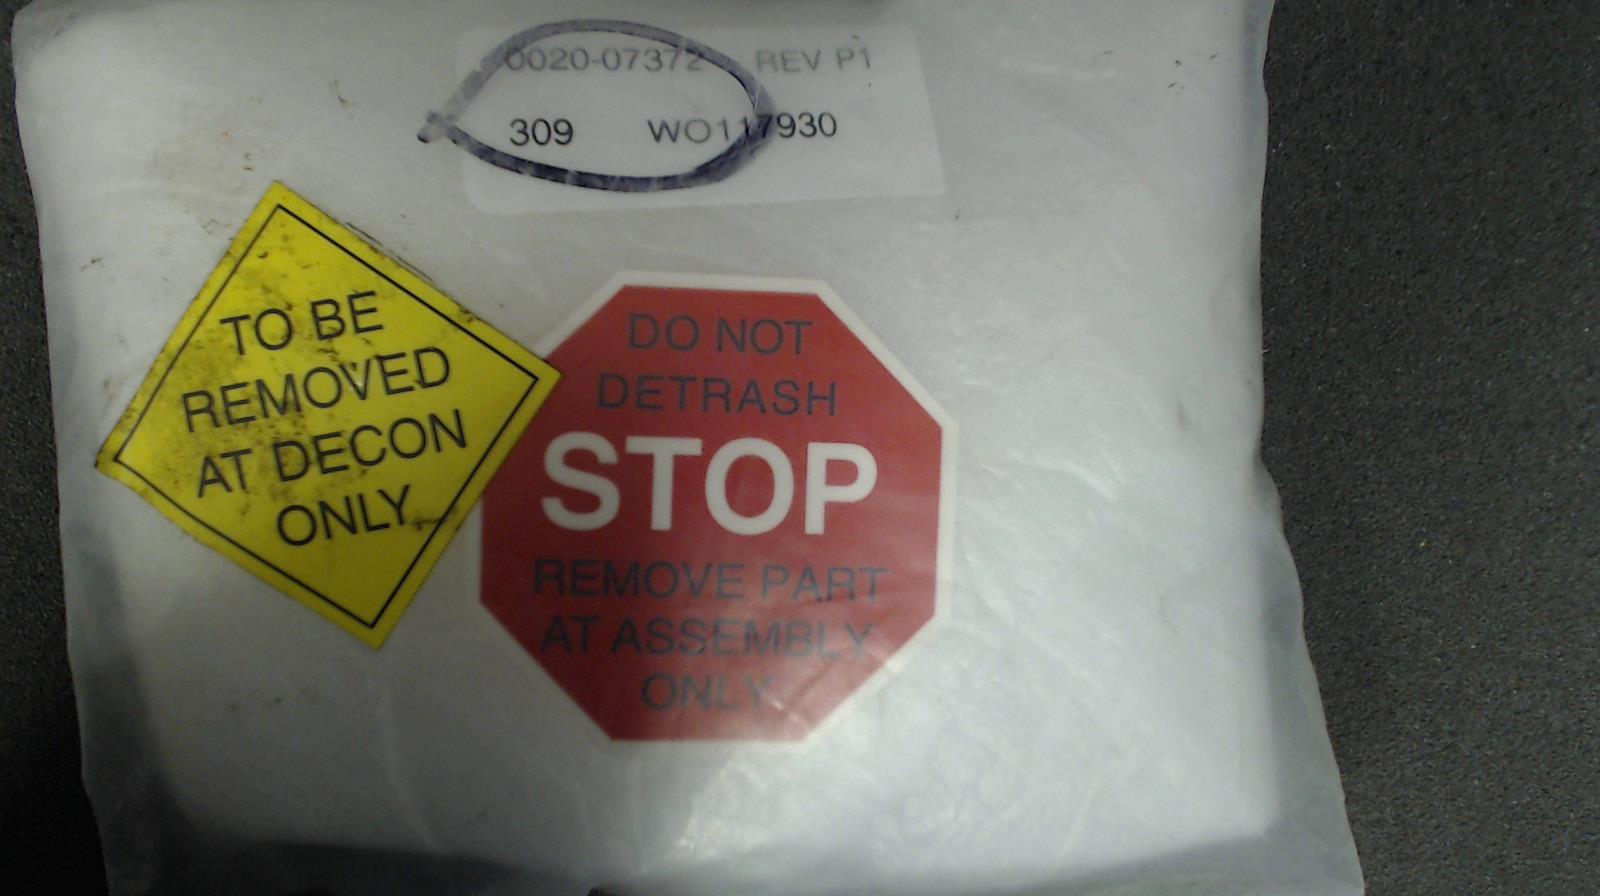 0020-07372 REV P1
309 WO117930
TO BE
REMOVED
AT DECON
ONLY
DO NOT
DETRASH
STOP
REMOVE PART
AT ASSEMBLY
ONLY